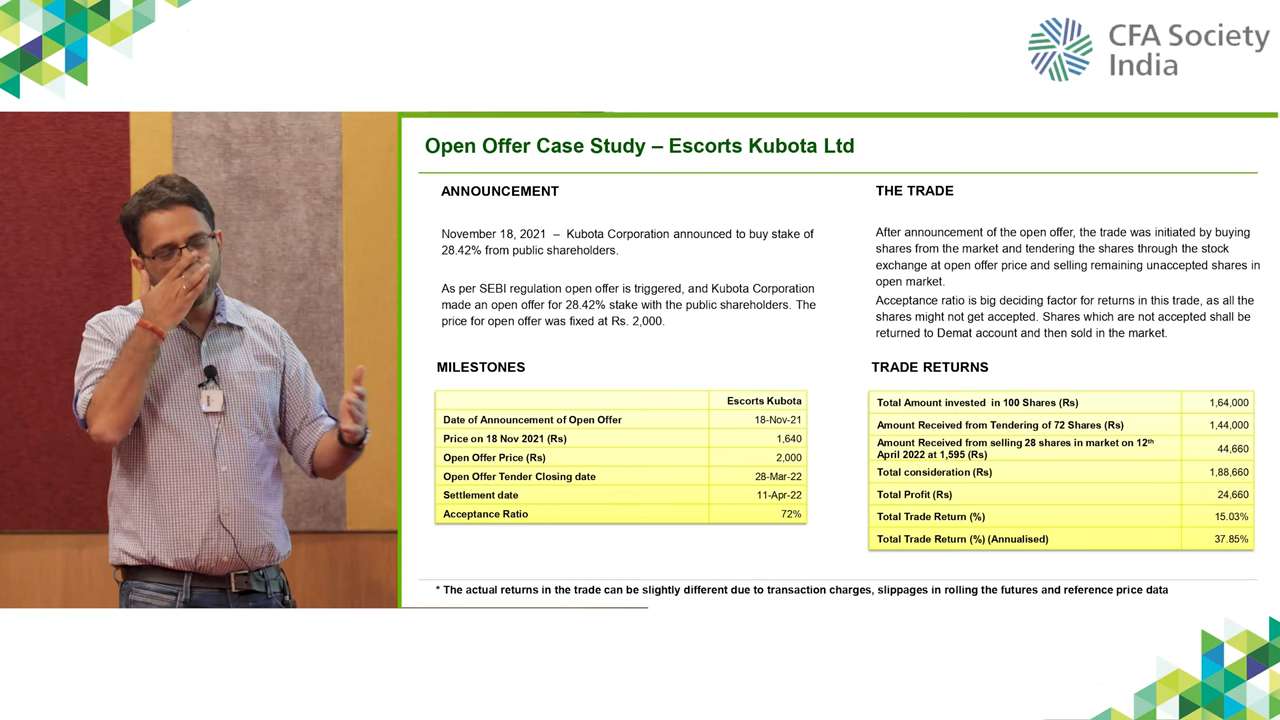 CFA Society
India
Open Offer Case Study – Escorts Kubota Ltd
ANNOUNCEMENT
November 18, 2021 – Kubota Corporation announced to buy stake of
28.42% from public shareholders.
As per SEBI regulation open offer is triggered, and Kubota Corporation
made an open offer for 28.42% stake with the public shareholders. The
price for open offer was fixed at Rs. 2,000.
MILESTONES
Escorts Kubota
Date of Announcement of Open Offer 18-Nov-21
Price on 18 Nov 2021 (Rs) 1,640
Open Offer Price (Rs) 2,000
Open Offer Tender Closing date 28-Mar-22
Settlement date 11-Apr-22
Acceptance Ratio 72%
THE TRADE
After announcement of the open offer, the trade was initiated by buying
shares from the market and tendering the shares through the stock
exchange at open offer price and selling remaining unaccepted shares in
open market.
Acceptance ratio is big deciding factor for returns in this trade, as all the
shares might not get accepted. Shares which are not accepted shall be
returned to Demat account and then sold in the market.
TRADE RETURNS
Total Amount invested in 100 Shares (Rs) 1,64,000
Amount Received from Tendering of 72 Shares (Rs) 1,44,000
Amount Received from selling 28 shares in market on 12th
April 2022 at 1,595 (Rs) 44,660
Total consideration (Rs) 1,88,660
Total Profit (Rs) 24,660
Total Trade Return (%) 15.03%
Total Trade Return (%) (Annualised) 37.85%
* The actual returns in the trade can be slightly different due to transaction charges, slippages in rolling the futures and reference price data